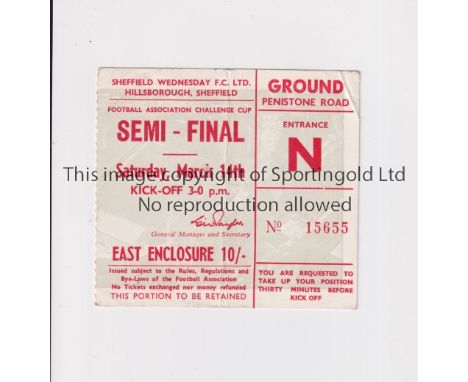 SHEFFIELD WEDNESDAY F.C. LTD.
HILLSBOROUGH, SHEFFIELD
FOOTBALL ASSOCIATION CHALLENGE CUP
SEMI - FINAL
Saturday, March 14th
KICK-OFF 3-0 p.m.
General Manager and Secretary
EAST ENCLOSURE 10/-
Issued subject to the Rules, Regulations and
Bye-Laws of the Football Association
No Tickets exchanged nor money refunded
THIS PORTION TO BE RETAINED
GROUND
PENISTONE ROAD
ENTRANCE
N
No 15655
YOU ARE REQUESTED TO
TAKE UP YOUR POSITION
THIRTY MINUTES BEFORE
KICK OFF
This image copyright of Sportingold Ltd
No reproduction allowed